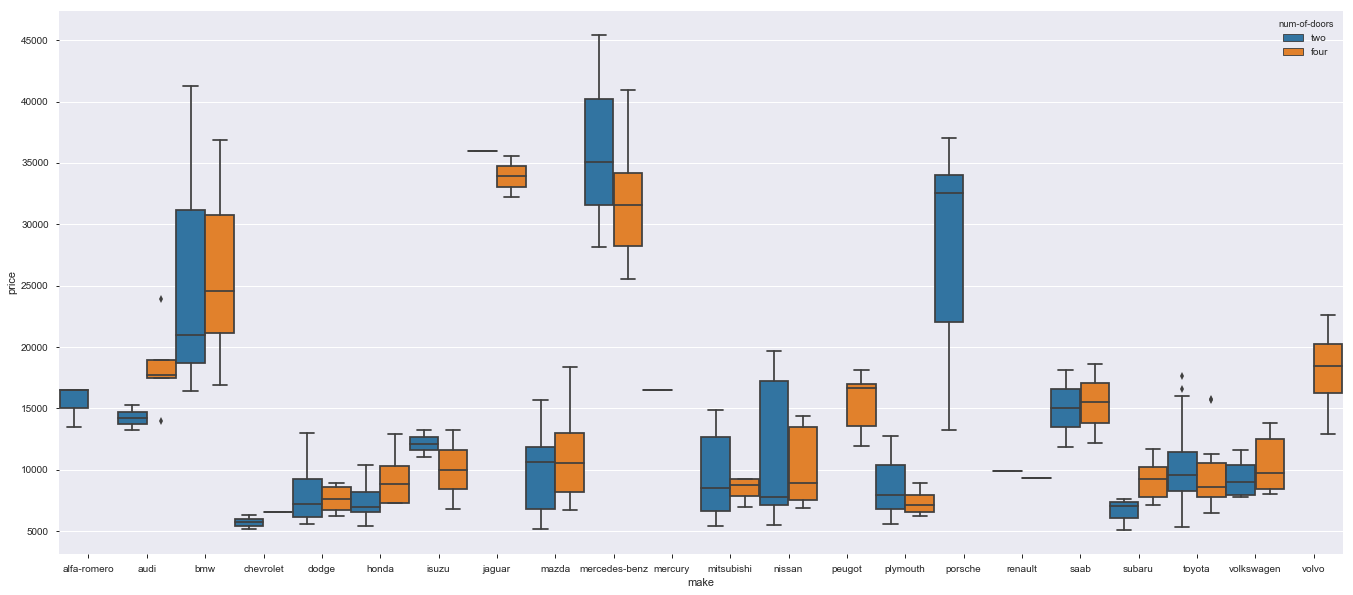 num-of-doors
two
four
45000
40000
35000
30000
25000
20000
15000
10000
5000
price
alfa-romero audi bmw chevrolet dodge honda isuzu jaguar mazda mercedes-benz mercury mitsubishi nissan peugot plymouth porsche renault saab subaru toyota volkswagen volvo
make